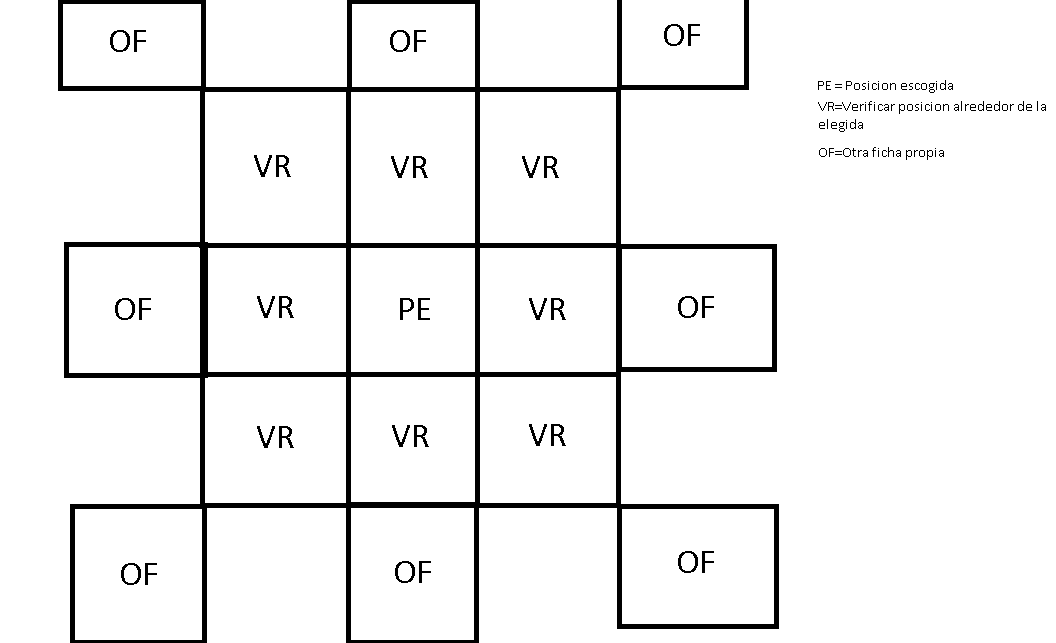 OF OF OF
PE = Posicion escogida
VR=Verificar posicion alrededor de la
elegida
OF=Otra ficha propia
VR VR VR
OF VR PE VR OF
VR VR VR
OF OF OF